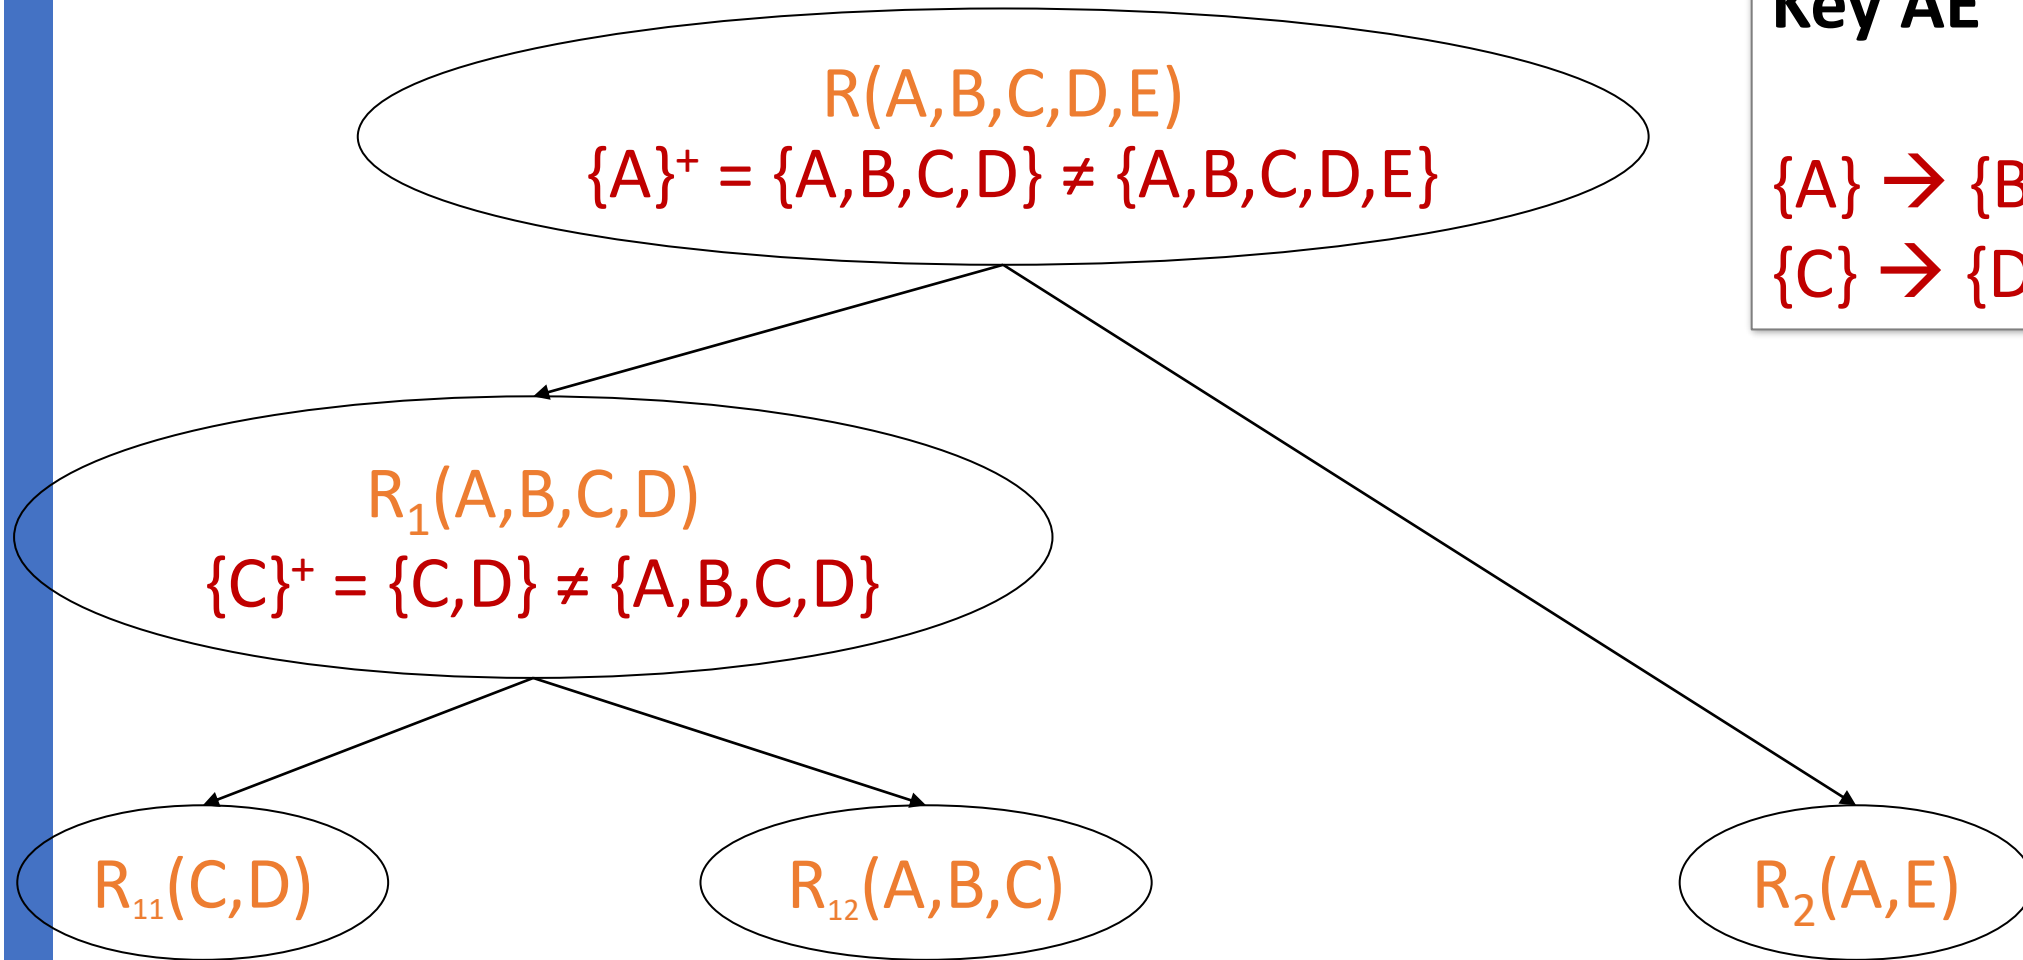 Key AE
R(A,B,C,D,E)
{A}⁺ = {A,B,C,D} ≠ {A,B,C,D,E}
{A} → {B
{C} → {D
R₁(A,B,C,D)
{C}⁺ = {C,D} ≠ {A,B,C,D}
R₁₁(C,D)
R₁₂(A,B,C)
R₂(A,E)